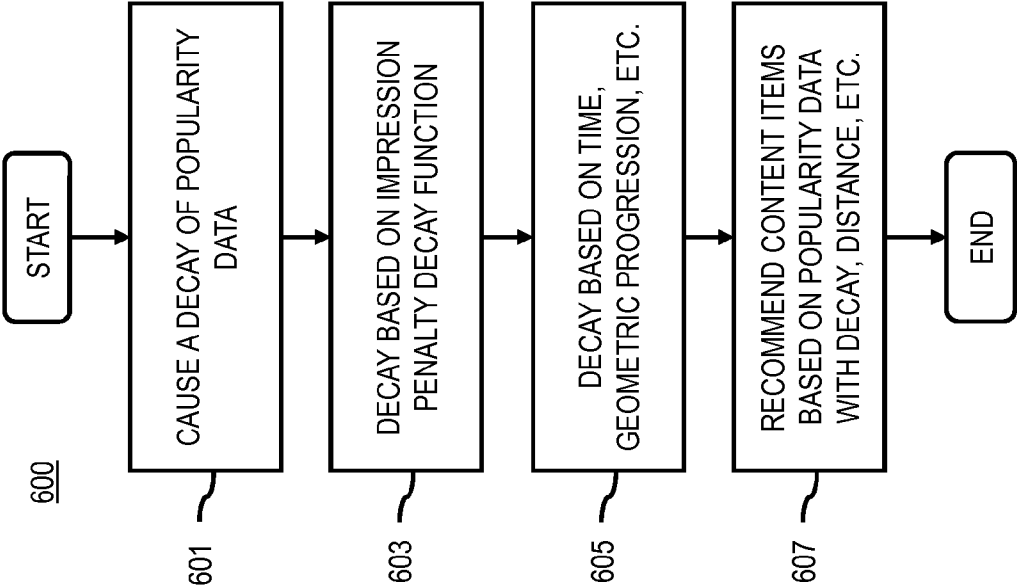 600
START
601
CAUSE A DECAY OF POPULARITY
DATA
603
DECAY BASED ON IMPRESSION
PENALTY DECAY FUNCTION
605
DECAY BASED ON TIME,
GEOMETRIC PROGRESSION, ETC.
607
RECOMMEND CONTENT ITEMS
BASED ON POPULARITY DATA
WITH DECAY, DISTANCE, ETC.
END